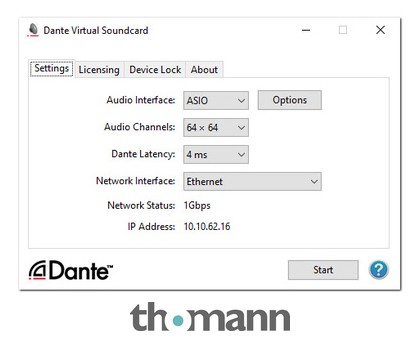 Dante Virtual Soundcard
Settings Licensing Device Lock About
Audio Interface: ASIO Options
Audio Channels: 64 × 64
Dante Latency: 4 ms
Network Interface: Ethernet
Network Status: 1Gbps
IP Address: 10.10.62.16
Dante™ Start ?
thomann